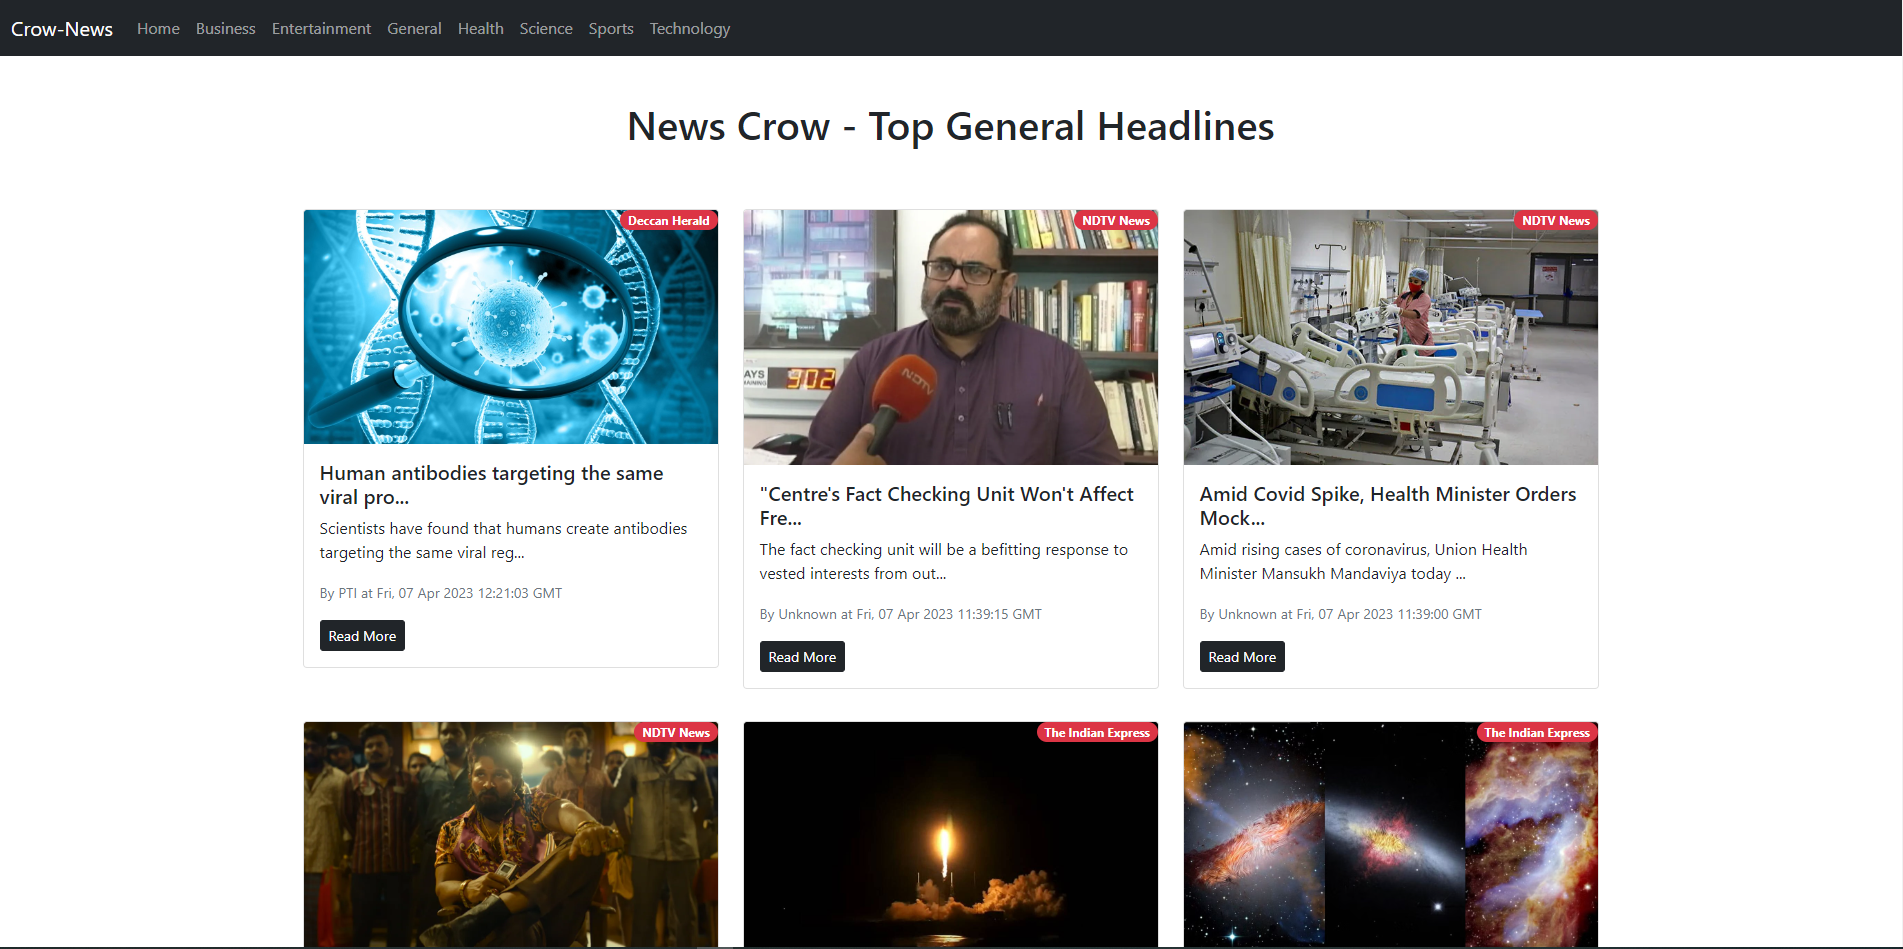 Crow-News Home Business Entertainment General Health Science Sports Technology
News Crow - Top General Headlines
Deccan Herald
Human antibodies targeting the same
viral pro...
Scientists have found that humans create antibodies
targeting the same viral reg...
By PTI at Fri, 07 Apr 2023 12:21:03 GMT
Read More
NDTV News
AYS
302
NDTV
"Centre's Fact Checking Unit Won't Affect
Fre...
The fact checking unit will be a befitting response to
vested interests from out...
By Unknown at Fri, 07 Apr 2023 11:39:15 GMT
Read More
NDTV News
Amid Covid Spike, Health Minister Orders
Mock...
Amid rising cases of coronavirus, Union Health
Minister Mansukh Mandaviya today ...
By Unknown at Fri, 07 Apr 2023 11:39:00 GMT
Read More
NDTV News
The Indian Express
The Indian Express